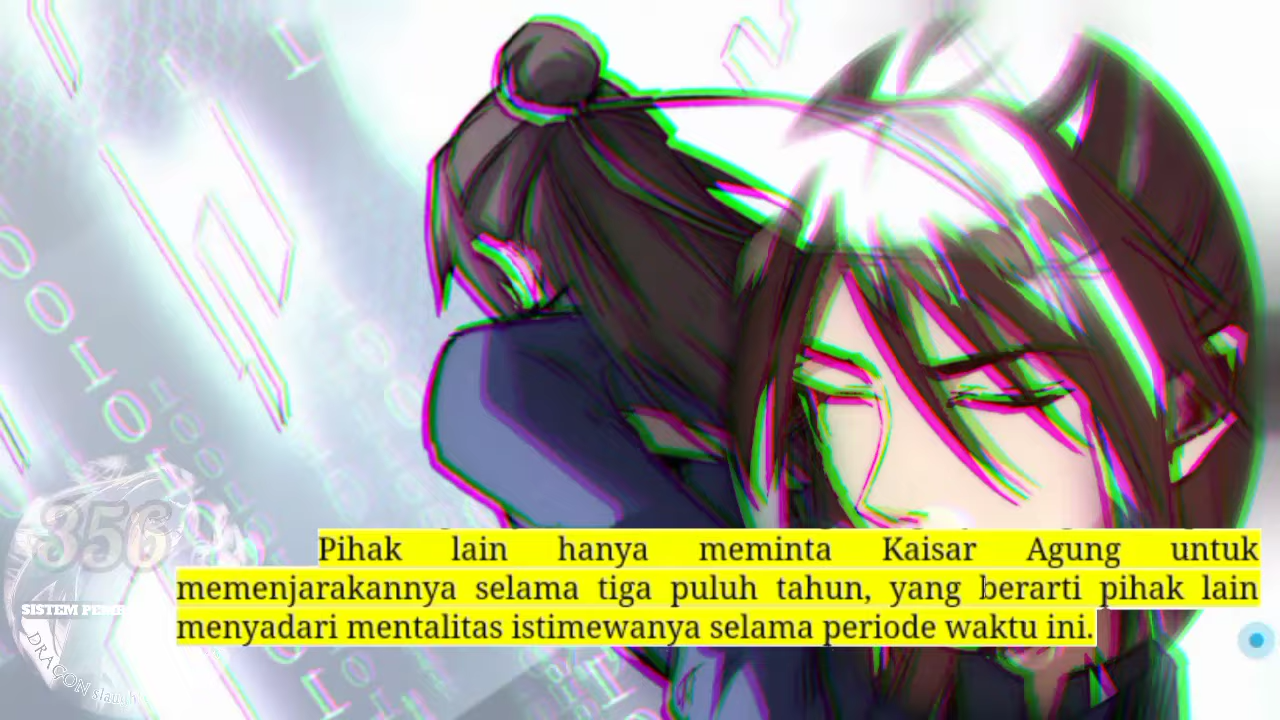 356
Pihak lain hanya meminta Kaisar Agung untuk
memenjarakannya selama tiga puluh tahun, yang berarti pihak lain
menyadari mentalitas istimewanya selama periode waktu ini.
SISTEM
DRAGON